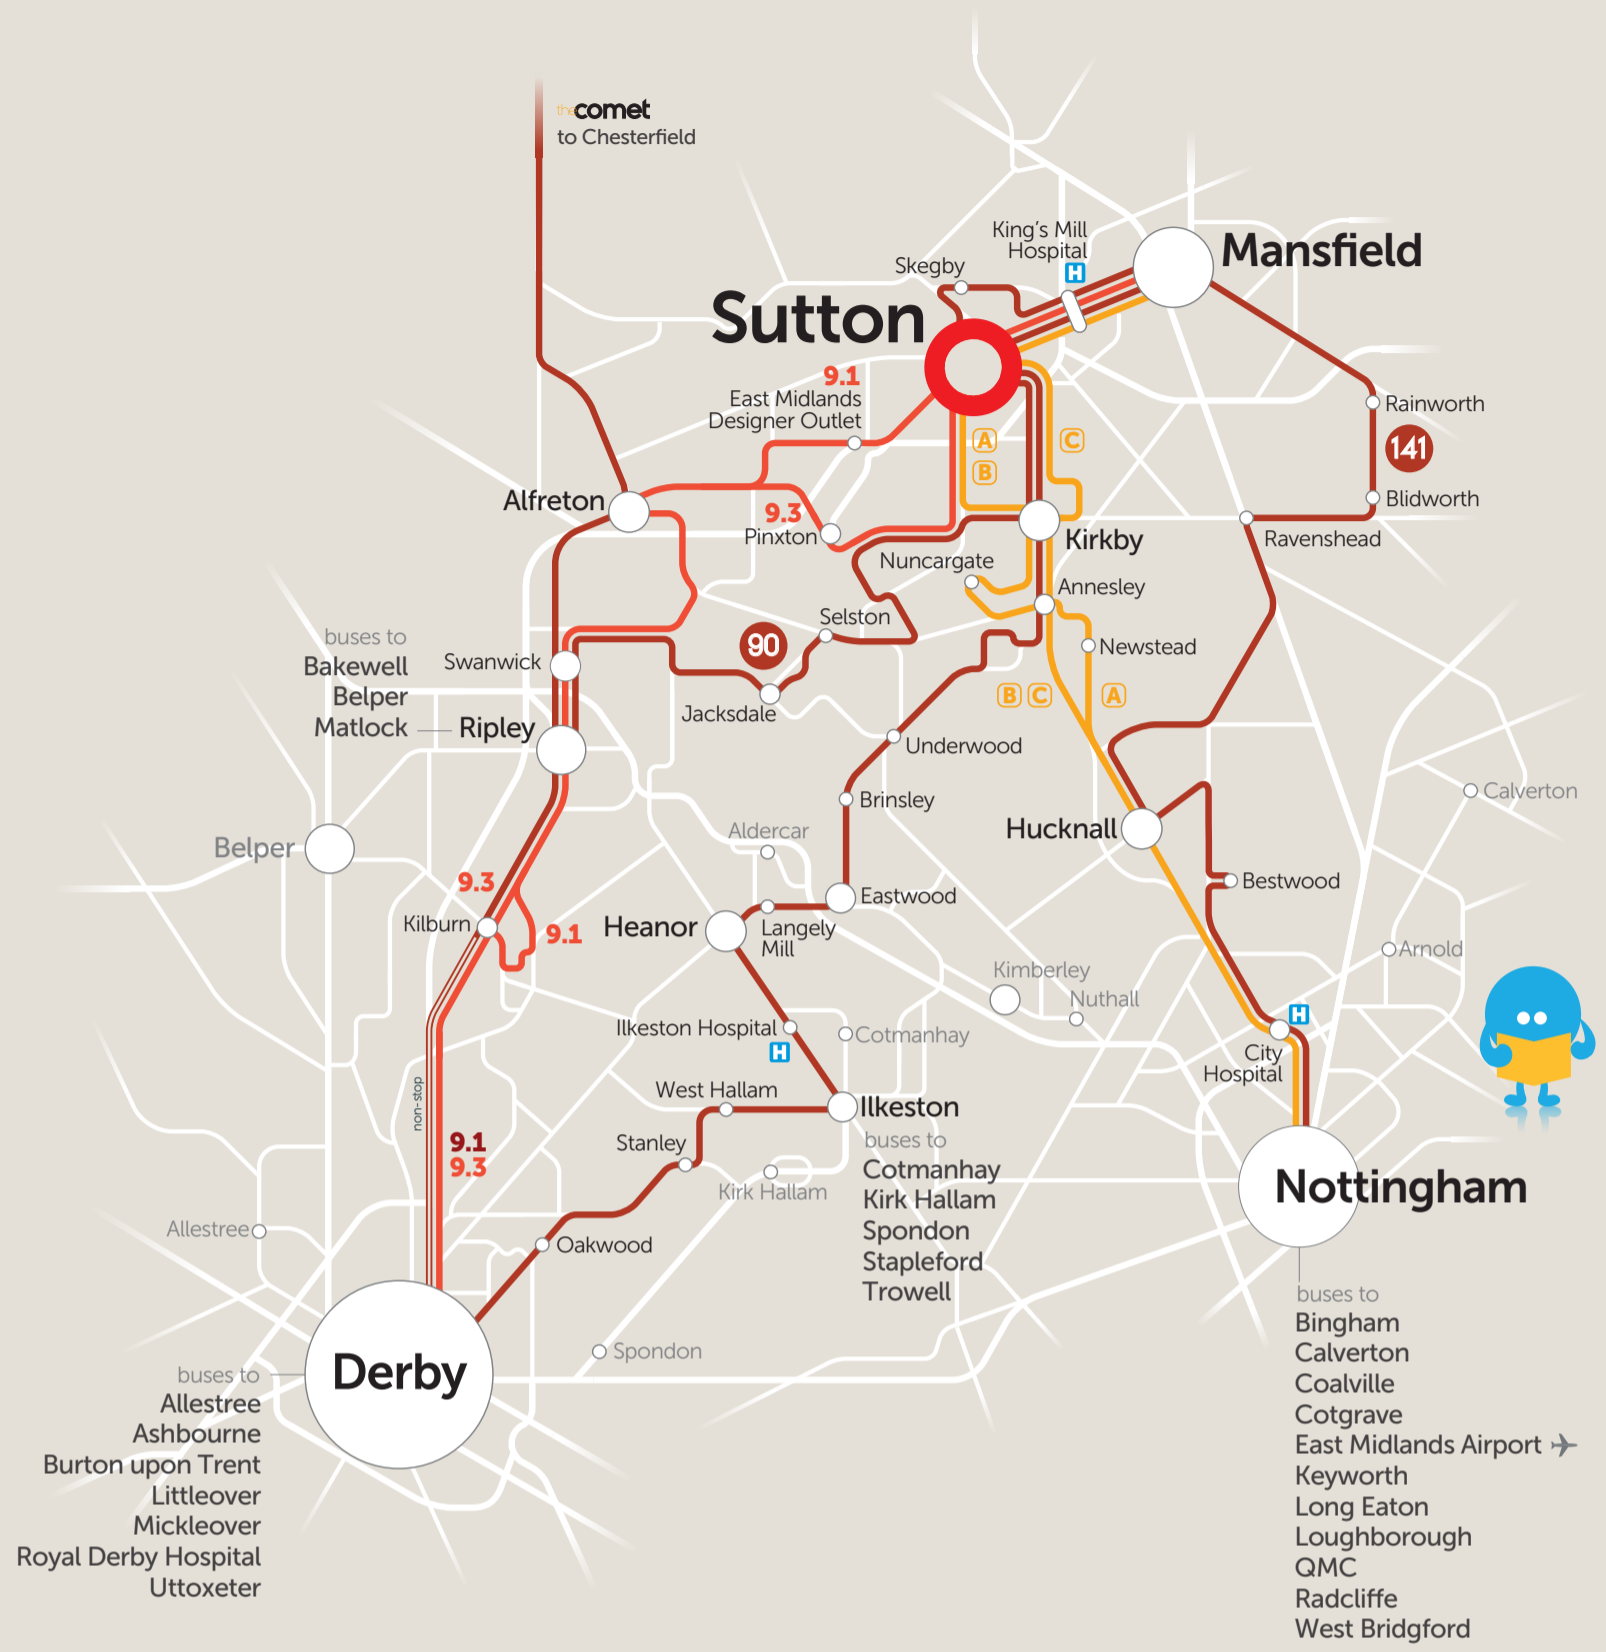 the comet
to Chesterfield
King's Mill
Hospital
H
Mansfield
Skegby
Sutton
9.1
East Midlands
Designer Outlet
A
B
C
Rainworth
141
Blidworth
Ravenshead
Alfreton
9.3
Pinxton
Kirkby
Nuncargate
Annesley
Selston
90
Newstead
buses to
Bakewell
Belper
Matlock
Swanwick
Ripley
Jacksdale
B C
A
Underwood
Brinsley
Calverton
Aldercar
Hucknall
Belper
9.3
Bestwood
Eastwood
Kilburn
9.1
Heanor
Langely
Mill
Arnold
Kimberley
Nuthall
Ilkeston Hospital
H
Cotmanhay
H
City
Hospital
non-stop
West Hallam
Ilkeston
buses to
Cotmanhay
Kirk Hallam
Spondon
Stapleford
Trowell
9.1
9.3
Stanley
Kirk Hallam
Nottingham
Allestree
Oakwood
Spondon
Derby
buses to
Allestree
Ashbourne
Burton upon Trent
Littleover
Mickleover
Royal Derby Hospital
Uttoxeter
buses to
Bingham
Calverton
Coalville
Cotgrave
East Midlands Airport
Keyworth
Long Eaton
Loughborough
QMC
Radcliffe
West Bridgford